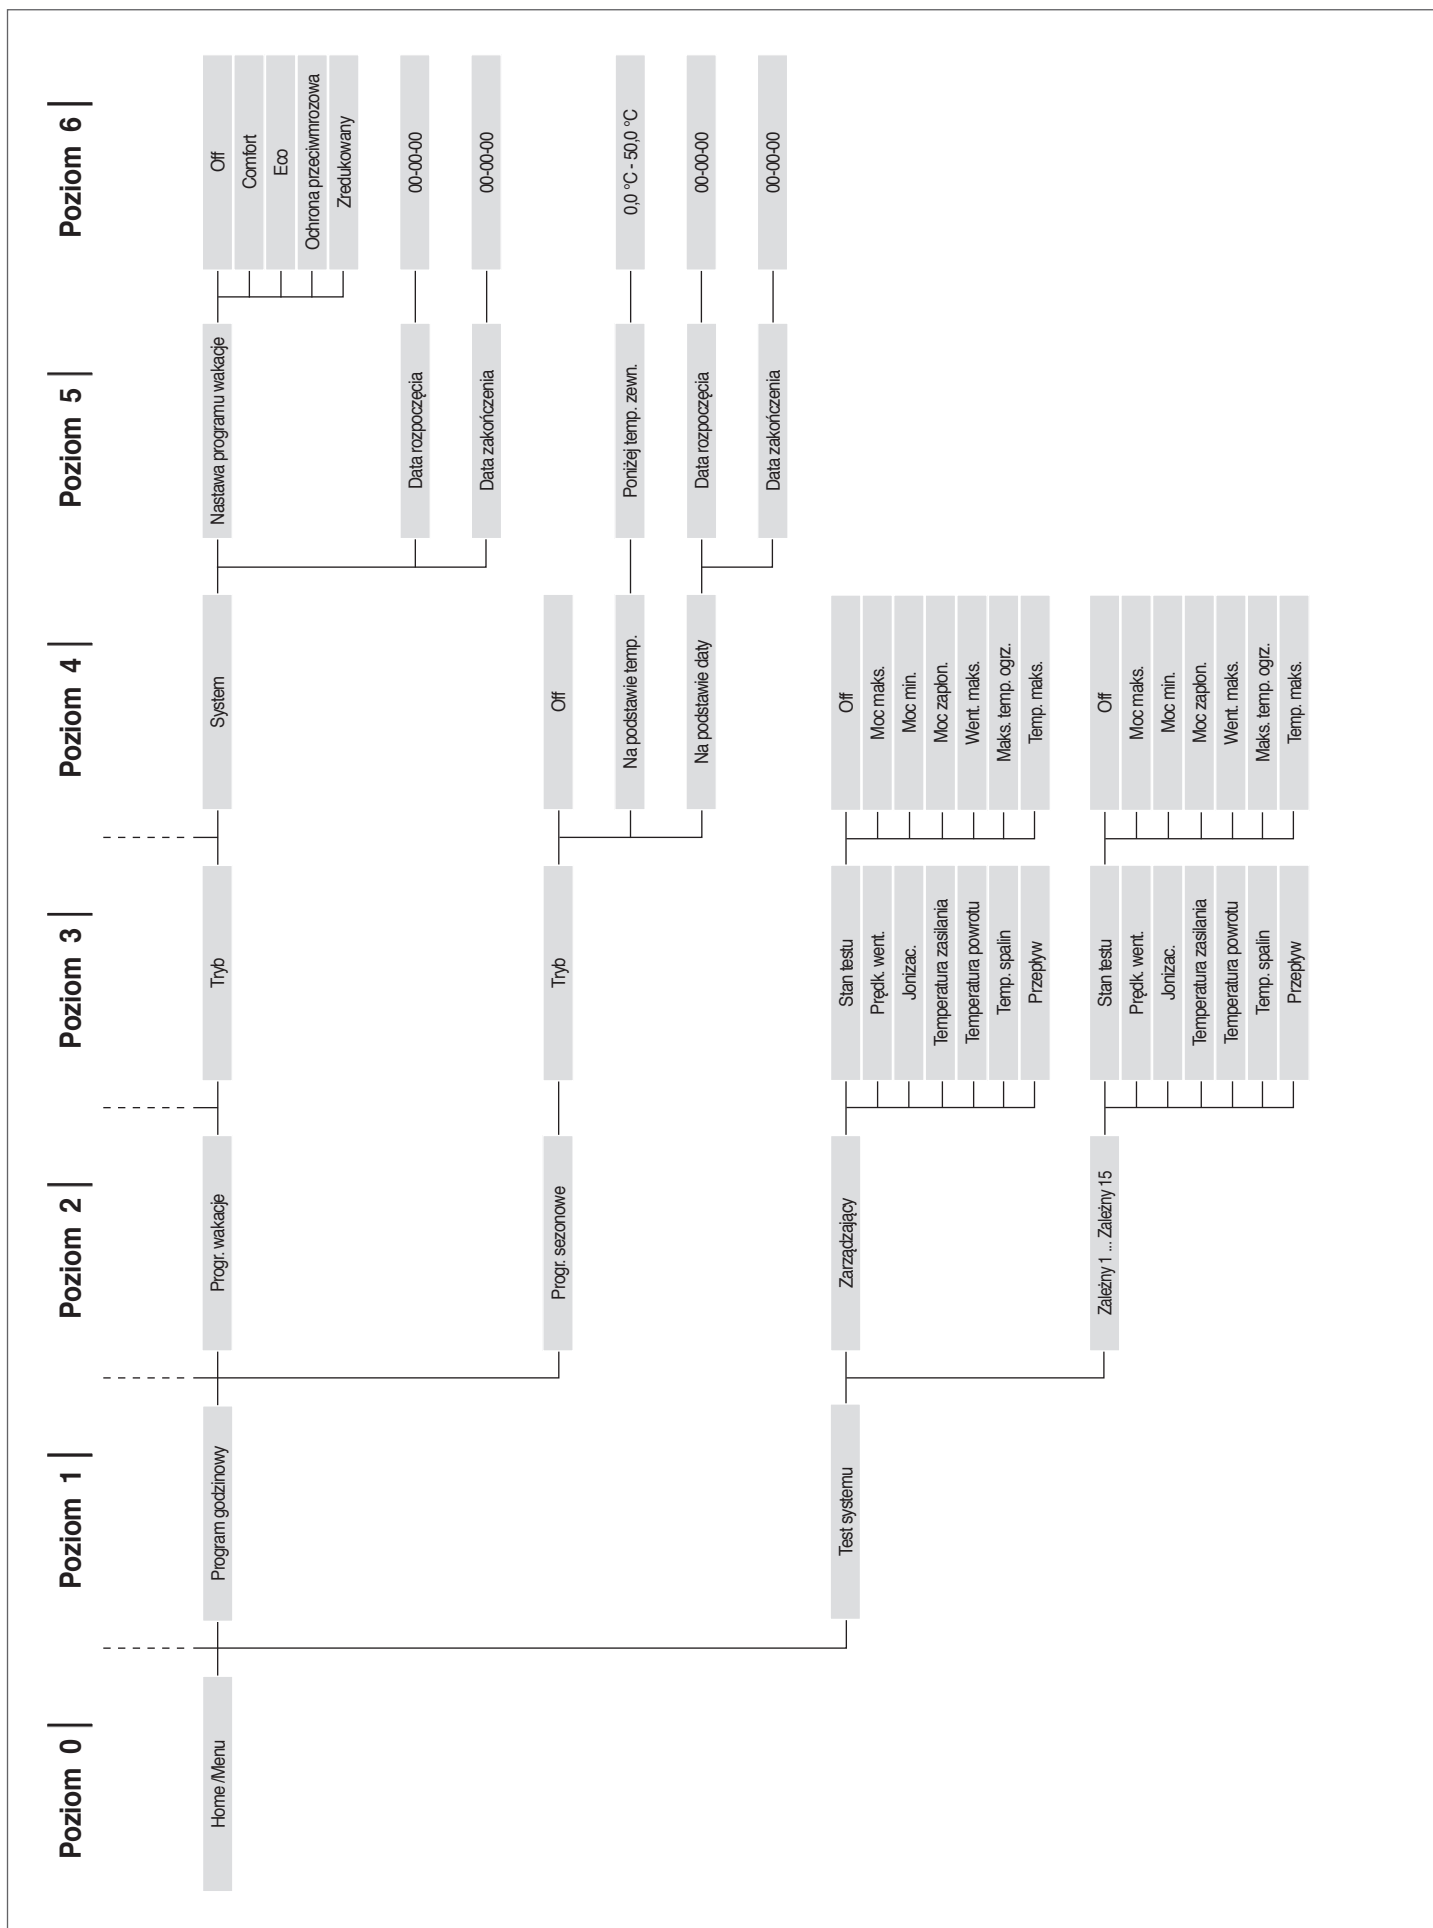 Poziom 0
Poziom 1
Poziom 2
Poziom 3
Poziom 4
Poziom 5
Poziom 6
Home /Menu
Program godzinowy
Progr. wakacje
Tryb
System
Nastawa programu wakacje
Off
Comfort
Eco
Ochrona przeciwmrozowa
Zredukowany
Data rozpoczęcia
00-00-00
Data zakończenia
00-00-00
Progr. sezonowe
Tryb
Off
Na podstawie temp.
Poniżej temp. zewn.
0,0 °C - 50,0 °C
Na podstawie daty
Data rozpoczęcia
00-00-00
Data zakończenia
00-00-00
Test systemu
Zarządzający
Stan testu
Prędk. went.
Jonizac.
Temperatura zasilania
Temperatura powrotu
Temp. spalin
Przepływ
Off
Moc maks.
Moc min.
Moc zapłon.
Went. maks.
Maks. temp. ogrz.
Temp. maks.
Zależny 1 ... Zależny 15
Stan testu
Prędk. went.
Jonizac.
Temperatura zasilania
Temperatura powrotu
Temp. spalin
Przepływ
Off
Moc maks.
Moc min.
Moc zapłon.
Went. maks.
Maks. temp. ogrz.
Temp. maks.